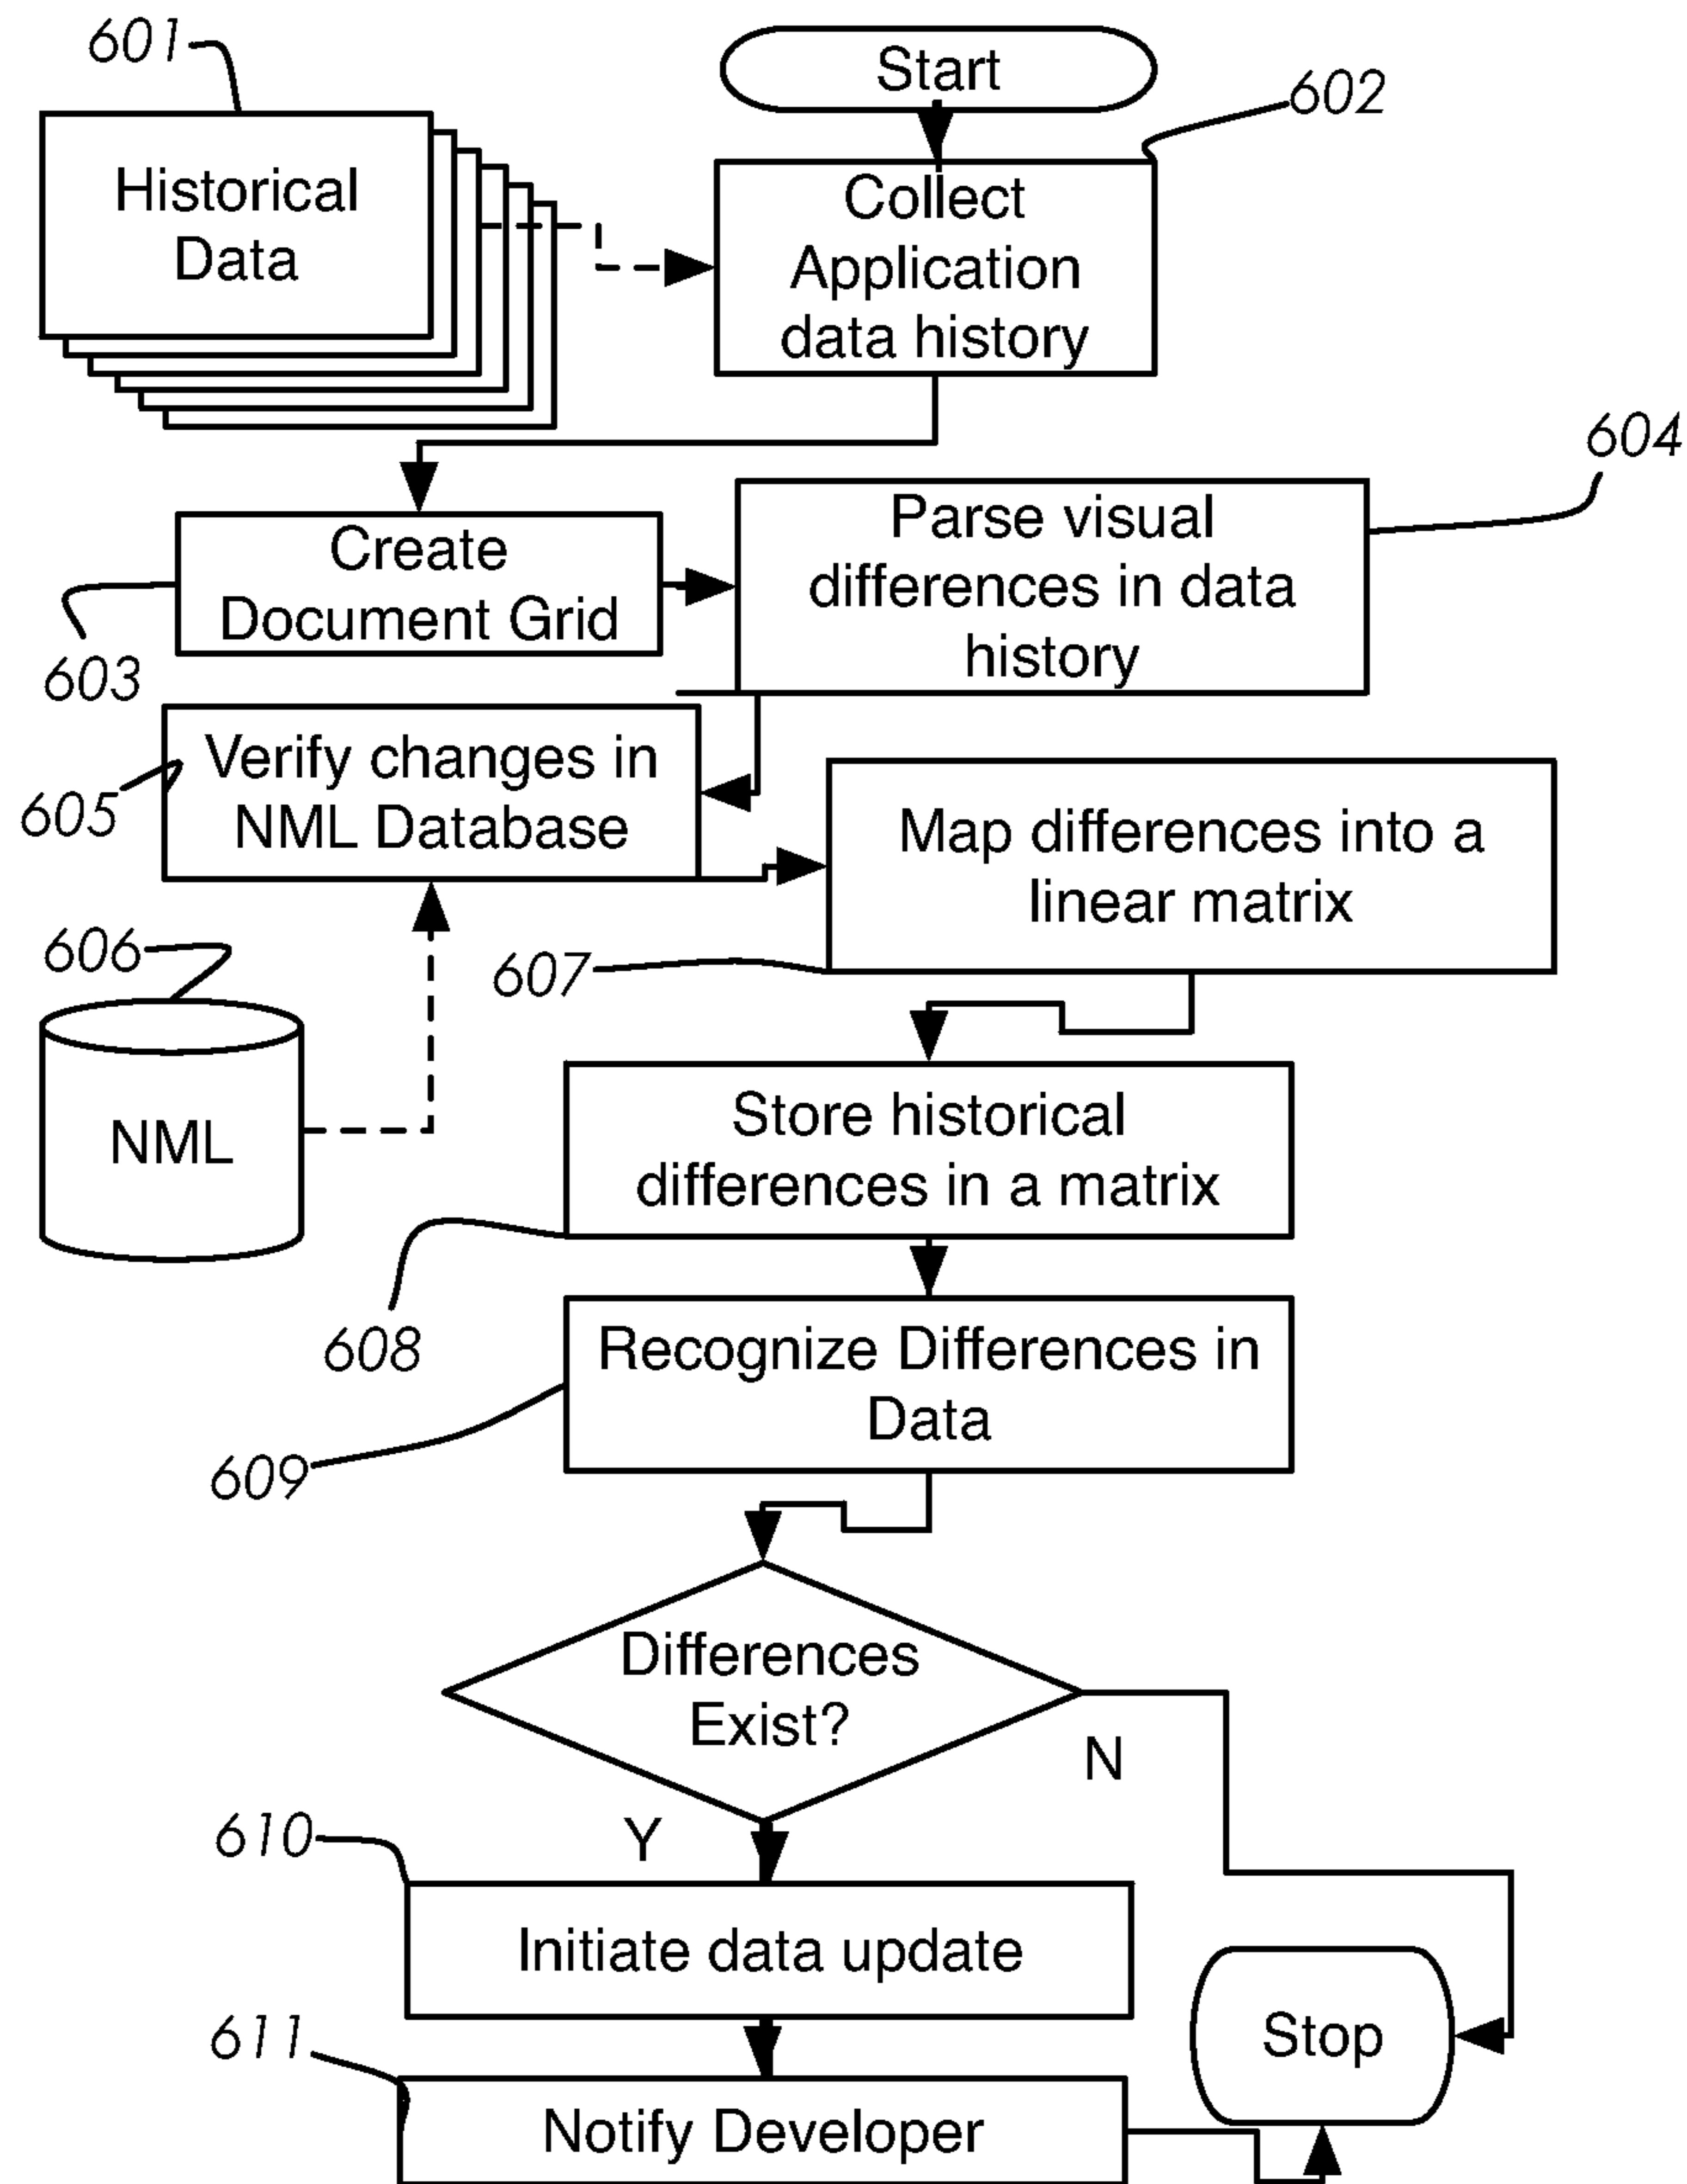 601
Start
602
Historical
Data
Collect
Application
data history
604
Parse visual
differences in data
history
Create
Document Grid
603
Verify changes in
NML Database
605
Map differences into a
linear matrix
606
607
NML
Store historical
differences in a matrix
608
Recognize Differences in
Data
609
Differences
Exist?
N
Y
610
Initiate data update
611
Stop
Notify Developer